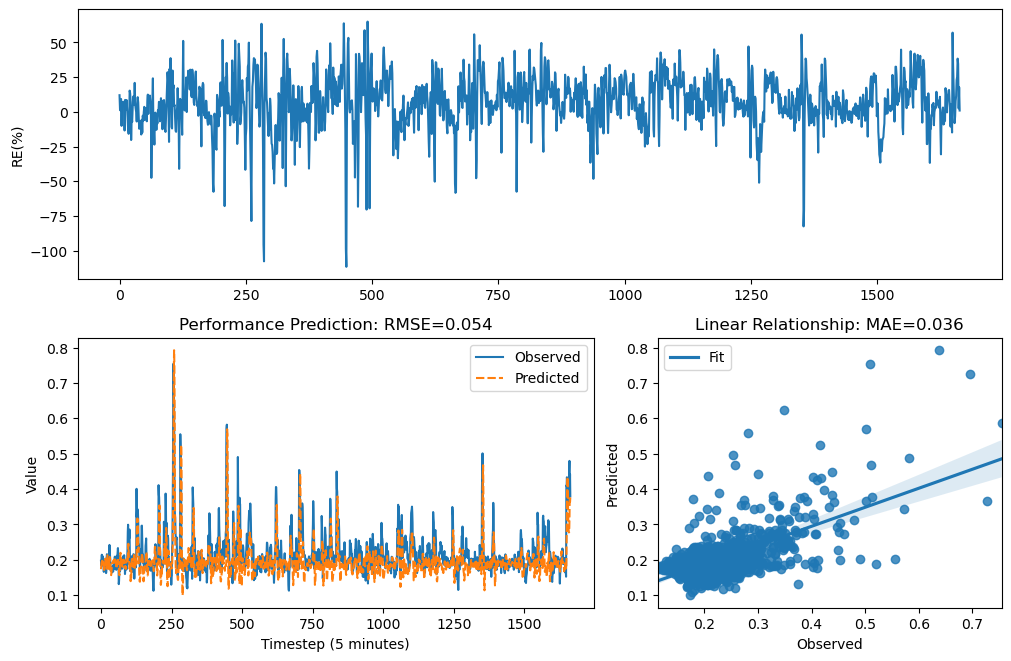 50
25
0
−25
−50
−75
−100
RE(%)
0 250 500 750 1000 1250 1500
Performance Prediction: RMSE=0.054
0.8
0.7
0.6
0.5
0.4
0.3
0.2
0.1
Value
Observed
Predicted
0 250 500 750 1000 1250 1500
Timestep (5 minutes)
Linear Relationship: MAE=0.036
0.8
0.7
0.6
0.5
0.4
0.3
0.2
0.1
Predicted
Fit
0.2 0.3 0.4 0.5 0.6 0.7
Observed